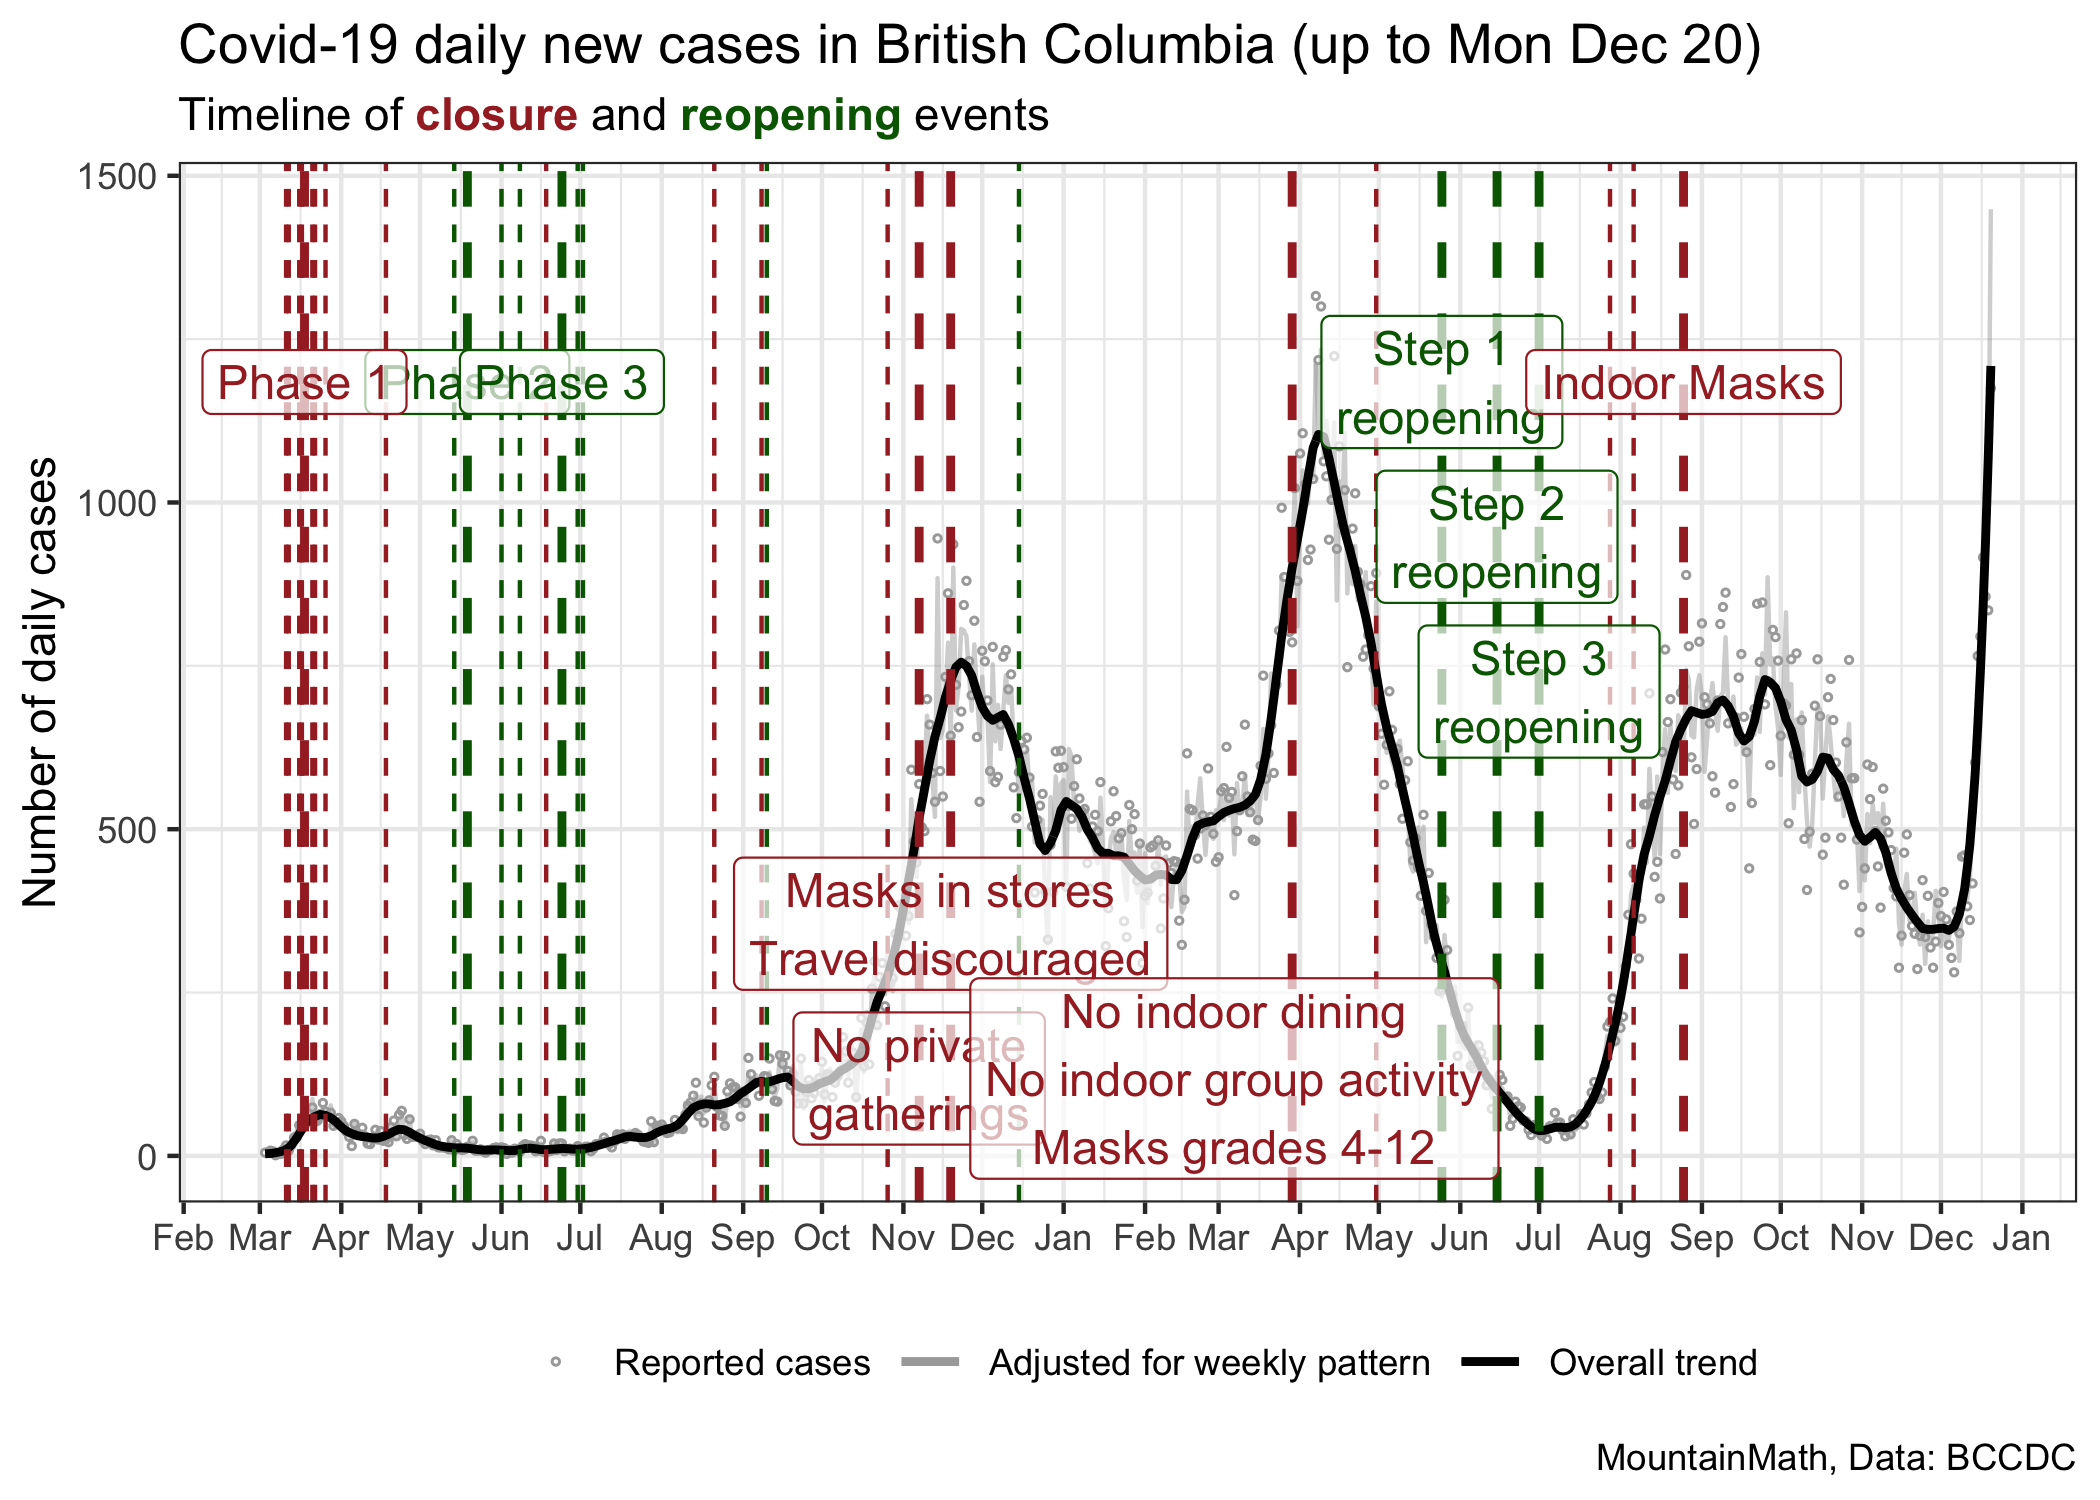 Covid-19 daily new cases in British Columbia (up to Mon Dec 20)
Timeline of closure and reopening events
Number of daily cases
1500
1000
500
0
Phase 1
Phase 2
Phase 3
Step 1
reopening
Indoor Masks
Step 2
reopening
Step 3
reopening
Masks in stores
Travel discouraged
No private
gatherings
No indoor dining
No indoor group activity
Masks grades 4-12
Feb Mar Apr May Jun Jul Aug Sep Oct Nov Dec Jan Feb Mar Apr May Jun Jul Aug Sep Oct Nov Dec Jan
Reported cases Adjusted for weekly pattern Overall trend
MountainMath, Data: BCCDC